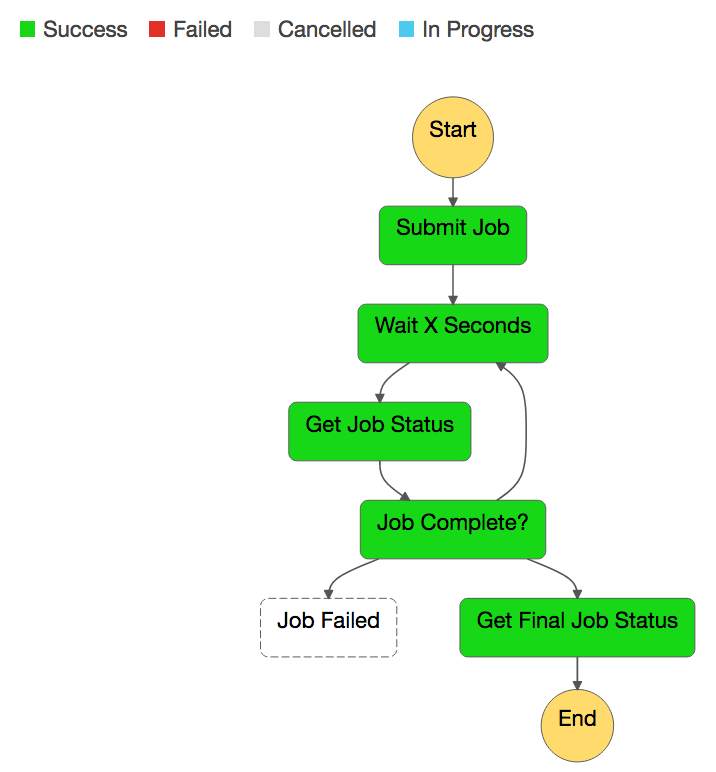 Success Failed Cancelled In Progress
Start
Submit Job
Wait X Seconds
Get Job Status
Job Complete?
Job Failed Get Final Job Status
End